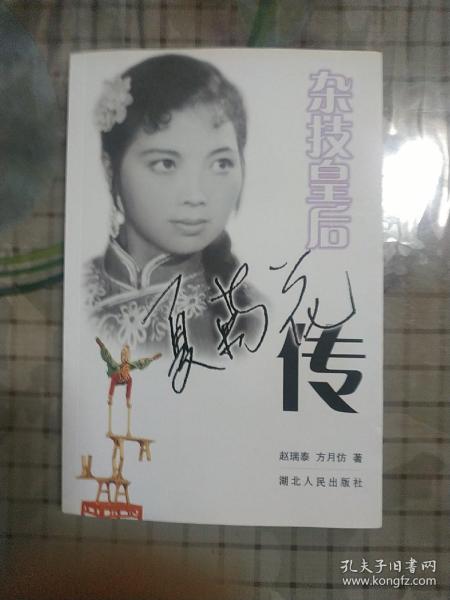 杂技皇后
夏菊花
传
赵瑞泰 方月仿 著
湖北人民出版社
孔夫子旧书网
www.kongfz.com